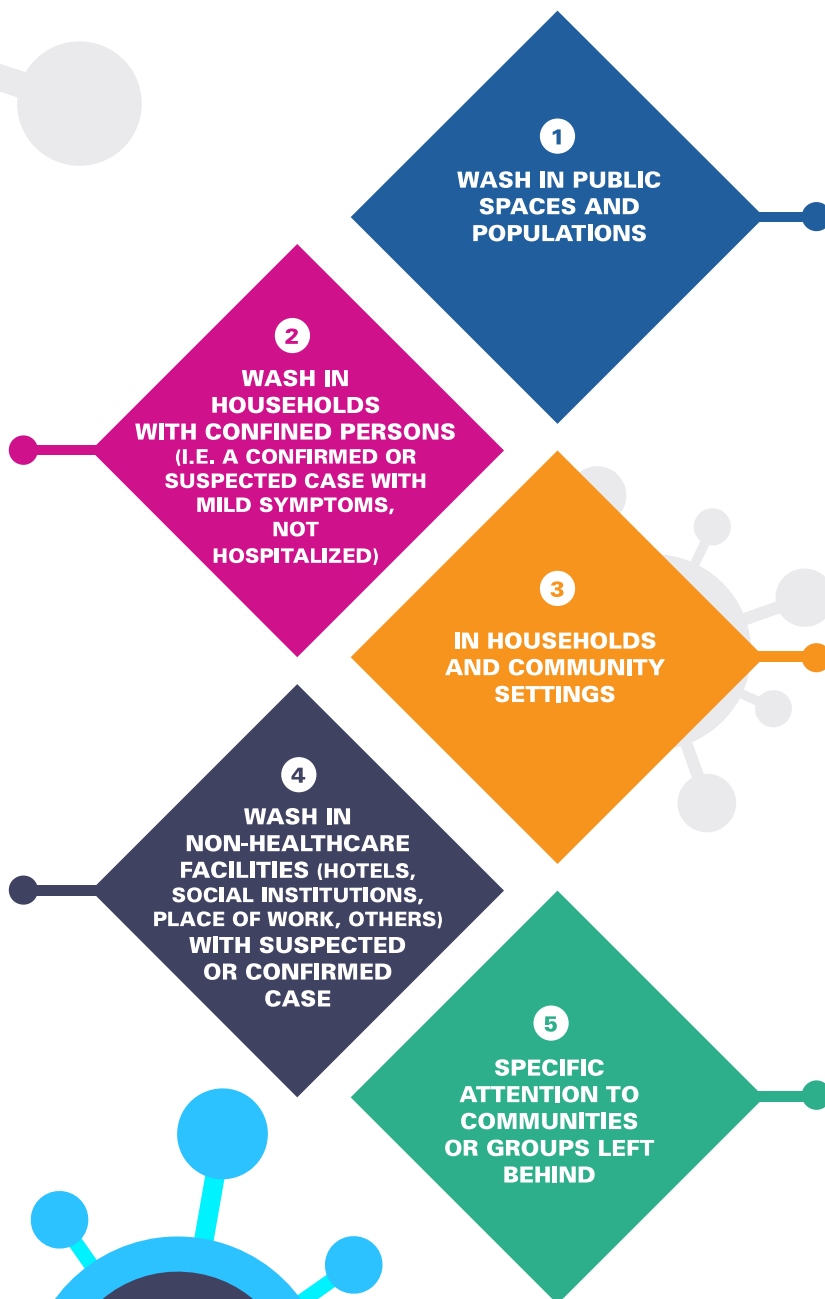 1
WASH IN PUBLIC
SPACES AND
POPULATIONS
2
WASH IN
HOUSEHOLDS
WITH CONFINED PERSONS
(I.E. A CONFIRMED OR
SUSPECTED CASE WITH
MILD SYMPTOMS,
NOT
HOSPITALIZED)
3
IN HOUSEHOLDS
AND COMMUNITY
SETTINGS
4
WASH IN
NON-HEALTHCARE
FACILITIES (HOTELS,
SOCIAL INSTITUTIONS,
PLACE OF WORK, OTHERS)
WITH SUSPECTED
OR CONFIRMED
CASE
5
SPECIFIC
ATTENTION TO
COMMUNITIES
OR GROUPS LEFT
BEHIND